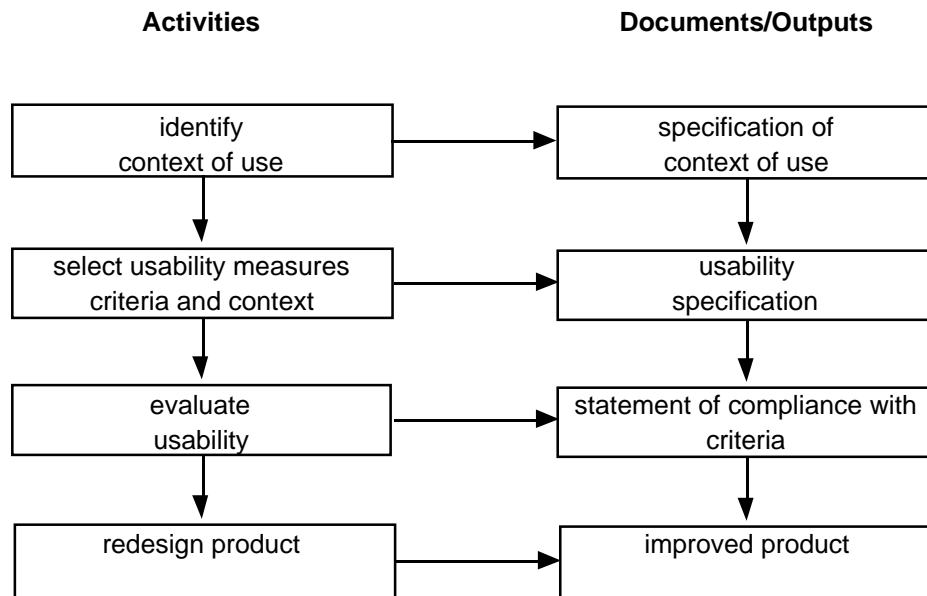 Activities
Documents/Outputs
identify
context of use
specification of
context of use
select usability measures
criteria and context
usability
specification
evaluate
usability
statement of compliance with
criteria
redesign product
improved product